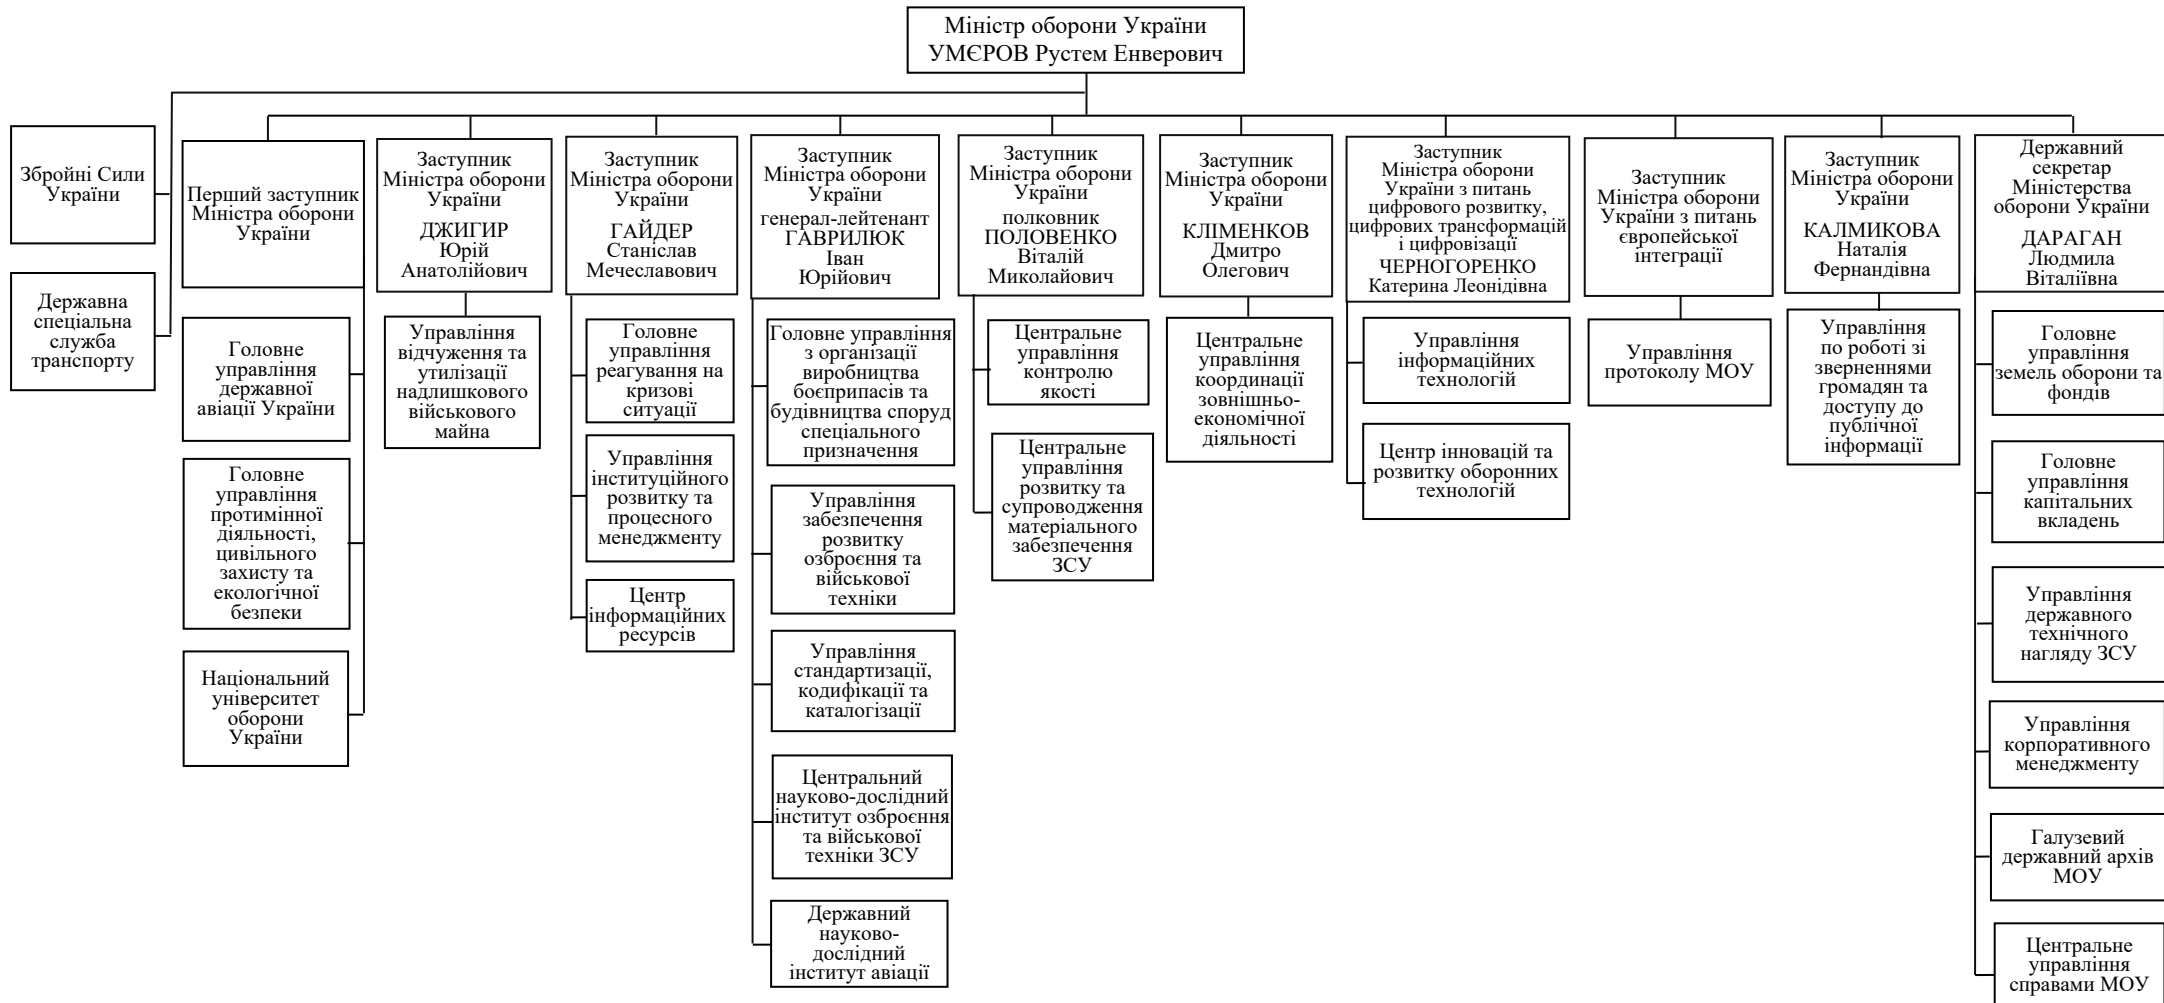 Міністр оборони України
УМЄРОВ Рустем Енверович
Збройні Сили
України
Державна
спеціальна
служба
транспорту
Перший заступник
Міністра оборони
України
Головне
управління
державної
авіації України
Головне
управління
протимінної
діяльності,
цивільного
захисту та
екологічної
безпеки
Національний
університет
оборони
України
Заступник
Міністра оборони
України
ДЖИГИР
Юрій
Анатолійович
Управління
відчуження та
утилізації
надлишкового
військового
майна
Заступник
Міністра оборони
України
ГАЙДЕР
Станіслав
Мечеславович
Головне
управління
реагування на
кризові
ситуації
Управління
інституційного
розвитку та
процесного
менеджменту
Центр
інформаційних
ресурсів
Заступник
Міністра оборони
України
генерал-лейтенант
ГАВРИЛЮК
Іван
Юрійович
Головне управління
з організації
виробництва
боєприпасів та
будівництва споруд
спеціального
призначення
Управління
забезпечення
розвитку
озброєння та
військової
техніки
Управління
стандартизації,
кодифікації та
каталогізації
Центральний
науково-дослідний
інститут озброєння
та військової
техніки ЗСУ
Державний
науково-
дослідний
інститут авіації
Заступник
Міністра оборони
України
полковник
ПОЛОВЕНКО
Віталій
Миколайович
Центральне
управління
контролю
якості
Центральне
управління
розвитку та
супроводження
матеріального
забезпечення
ЗСУ
Заступник
Міністра оборони
України
КЛІМЕНКОВ
Дмитро
Олегович
Центральне
управління
координації
зовнішньо-
економічної
діяльності
Заступник
Міністра оборони
України з питань
цифрового розвитку,
цифрових трансформацій
і цифровізації
ЧЕРНОГОРЕНКО
Катерина Леонідівна
Управління
інформаційних
технологій
Центр інновацій та
розвитку оборонних
технологій
Заступник
Міністра оборони
України з питань
європейської
інтеграції
Управління
протоколу МОУ
Заступник
Міністра оборони
України
КАЛМИКОВА
Наталія
Фернандівна
Управління
по роботі зі
зверненнями
громадян та
доступу до
публічної
інформації
Державний
секретар
Міністерства
оборони України
ДАРАГАН
Людмила
Віталіївна
Головне
управління
земель оборони та
фондів
Головне
управління
капітальних
вкладень
Управління
державного
технічного
нагляду ЗСУ
Управління
корпоративного
менеджменту
Галузевий
державний архів
МОУ
Центральне
управління
справами МОУ